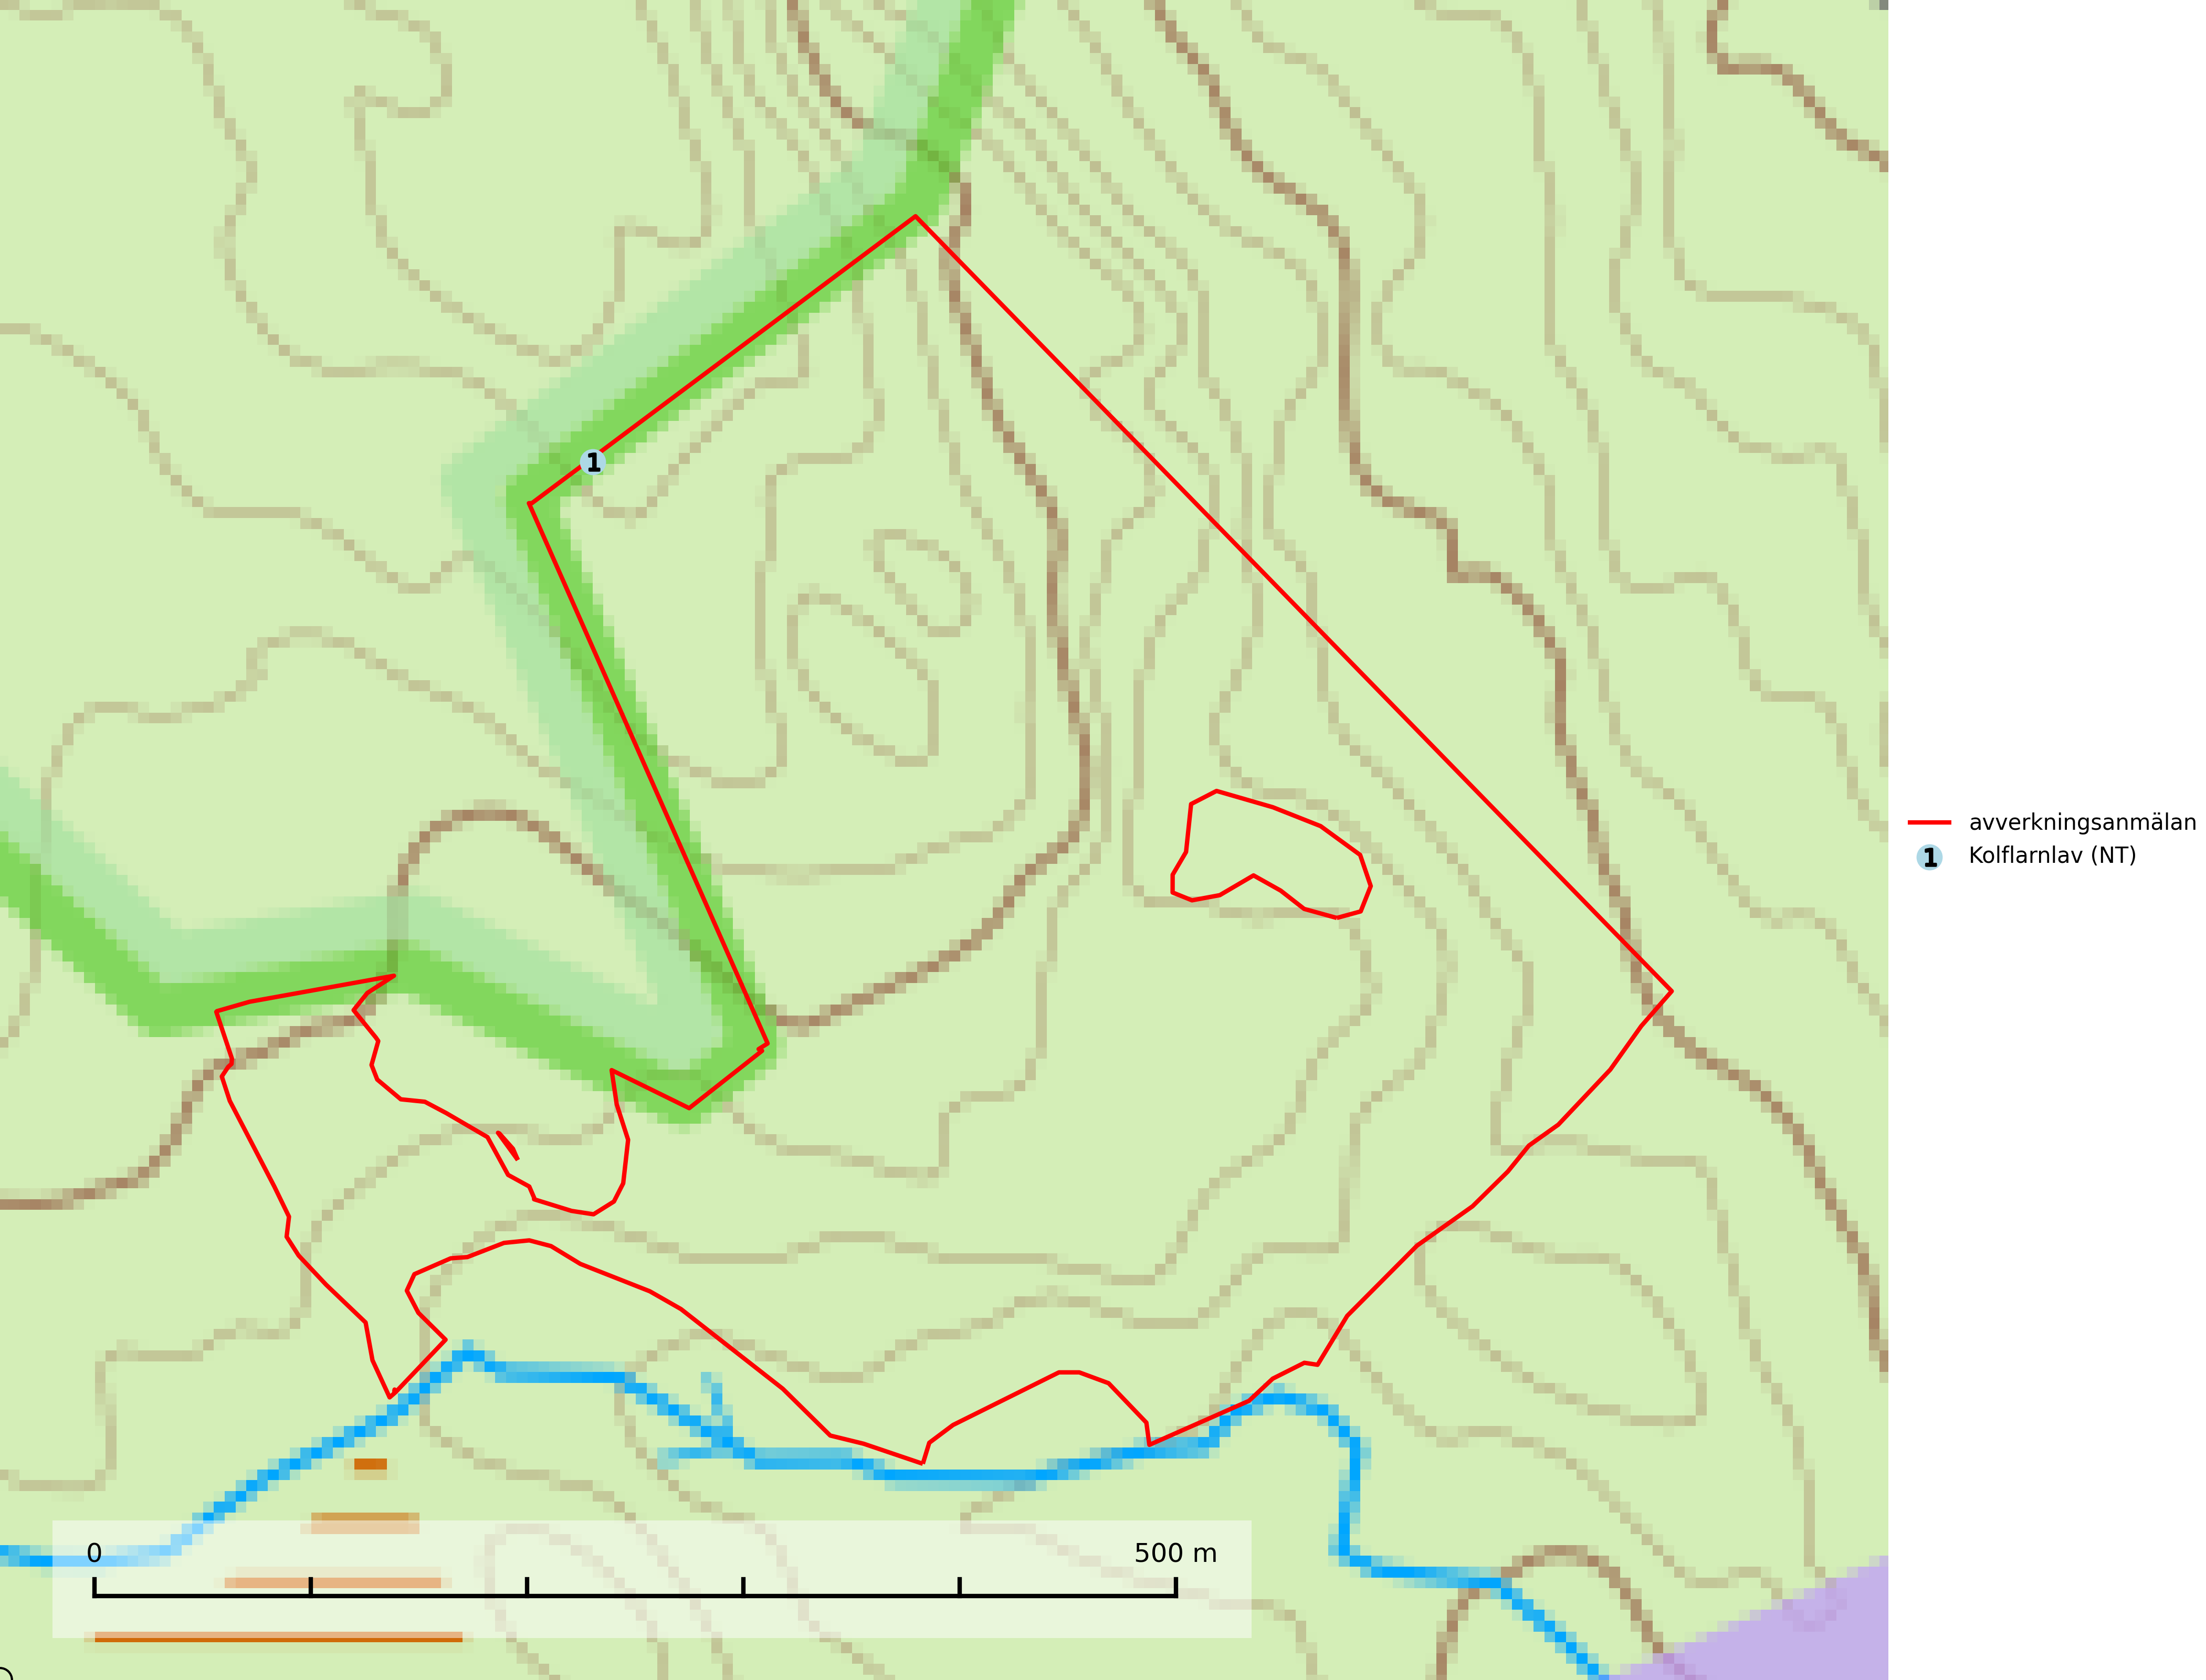 1
avverkningsanmälan
1 Kolflarnlav (NT)
0 500 m